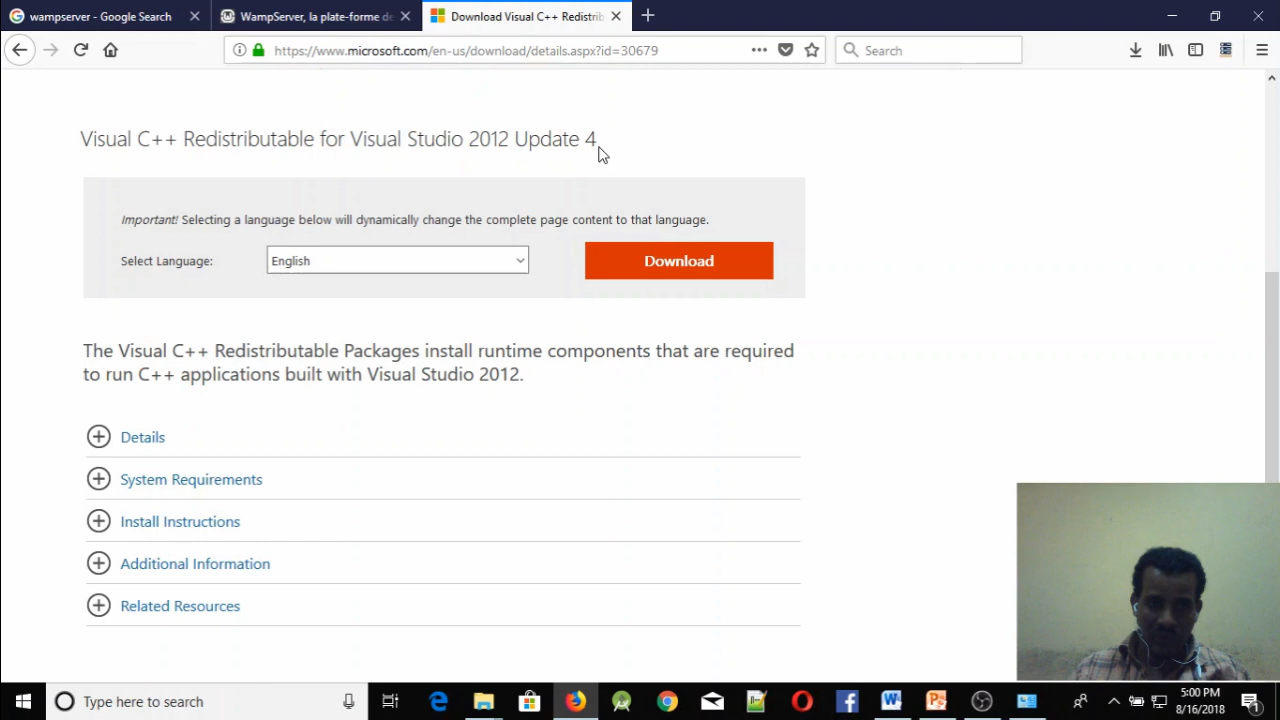 wampserver - Google Search
WampServer, la plate-forme de
Download Visual C++ Redistrib
https://www.microsoft.com/en-us/download/details.aspx?id=30679
Search
Visual C++ Redistributable for Visual Studio 2012 Update 4
Important! Selecting a language below will dynamically change the complete page content to that language.
Select Language:
English
Download
The Visual C++ Redistributable Packages install runtime components that are required
to run C++ applications built with Visual Studio 2012.
Details
System Requirements
Install Instructions
Additional Information
Related Resources
Type here to search
5:00 PM
8/16/2018
1